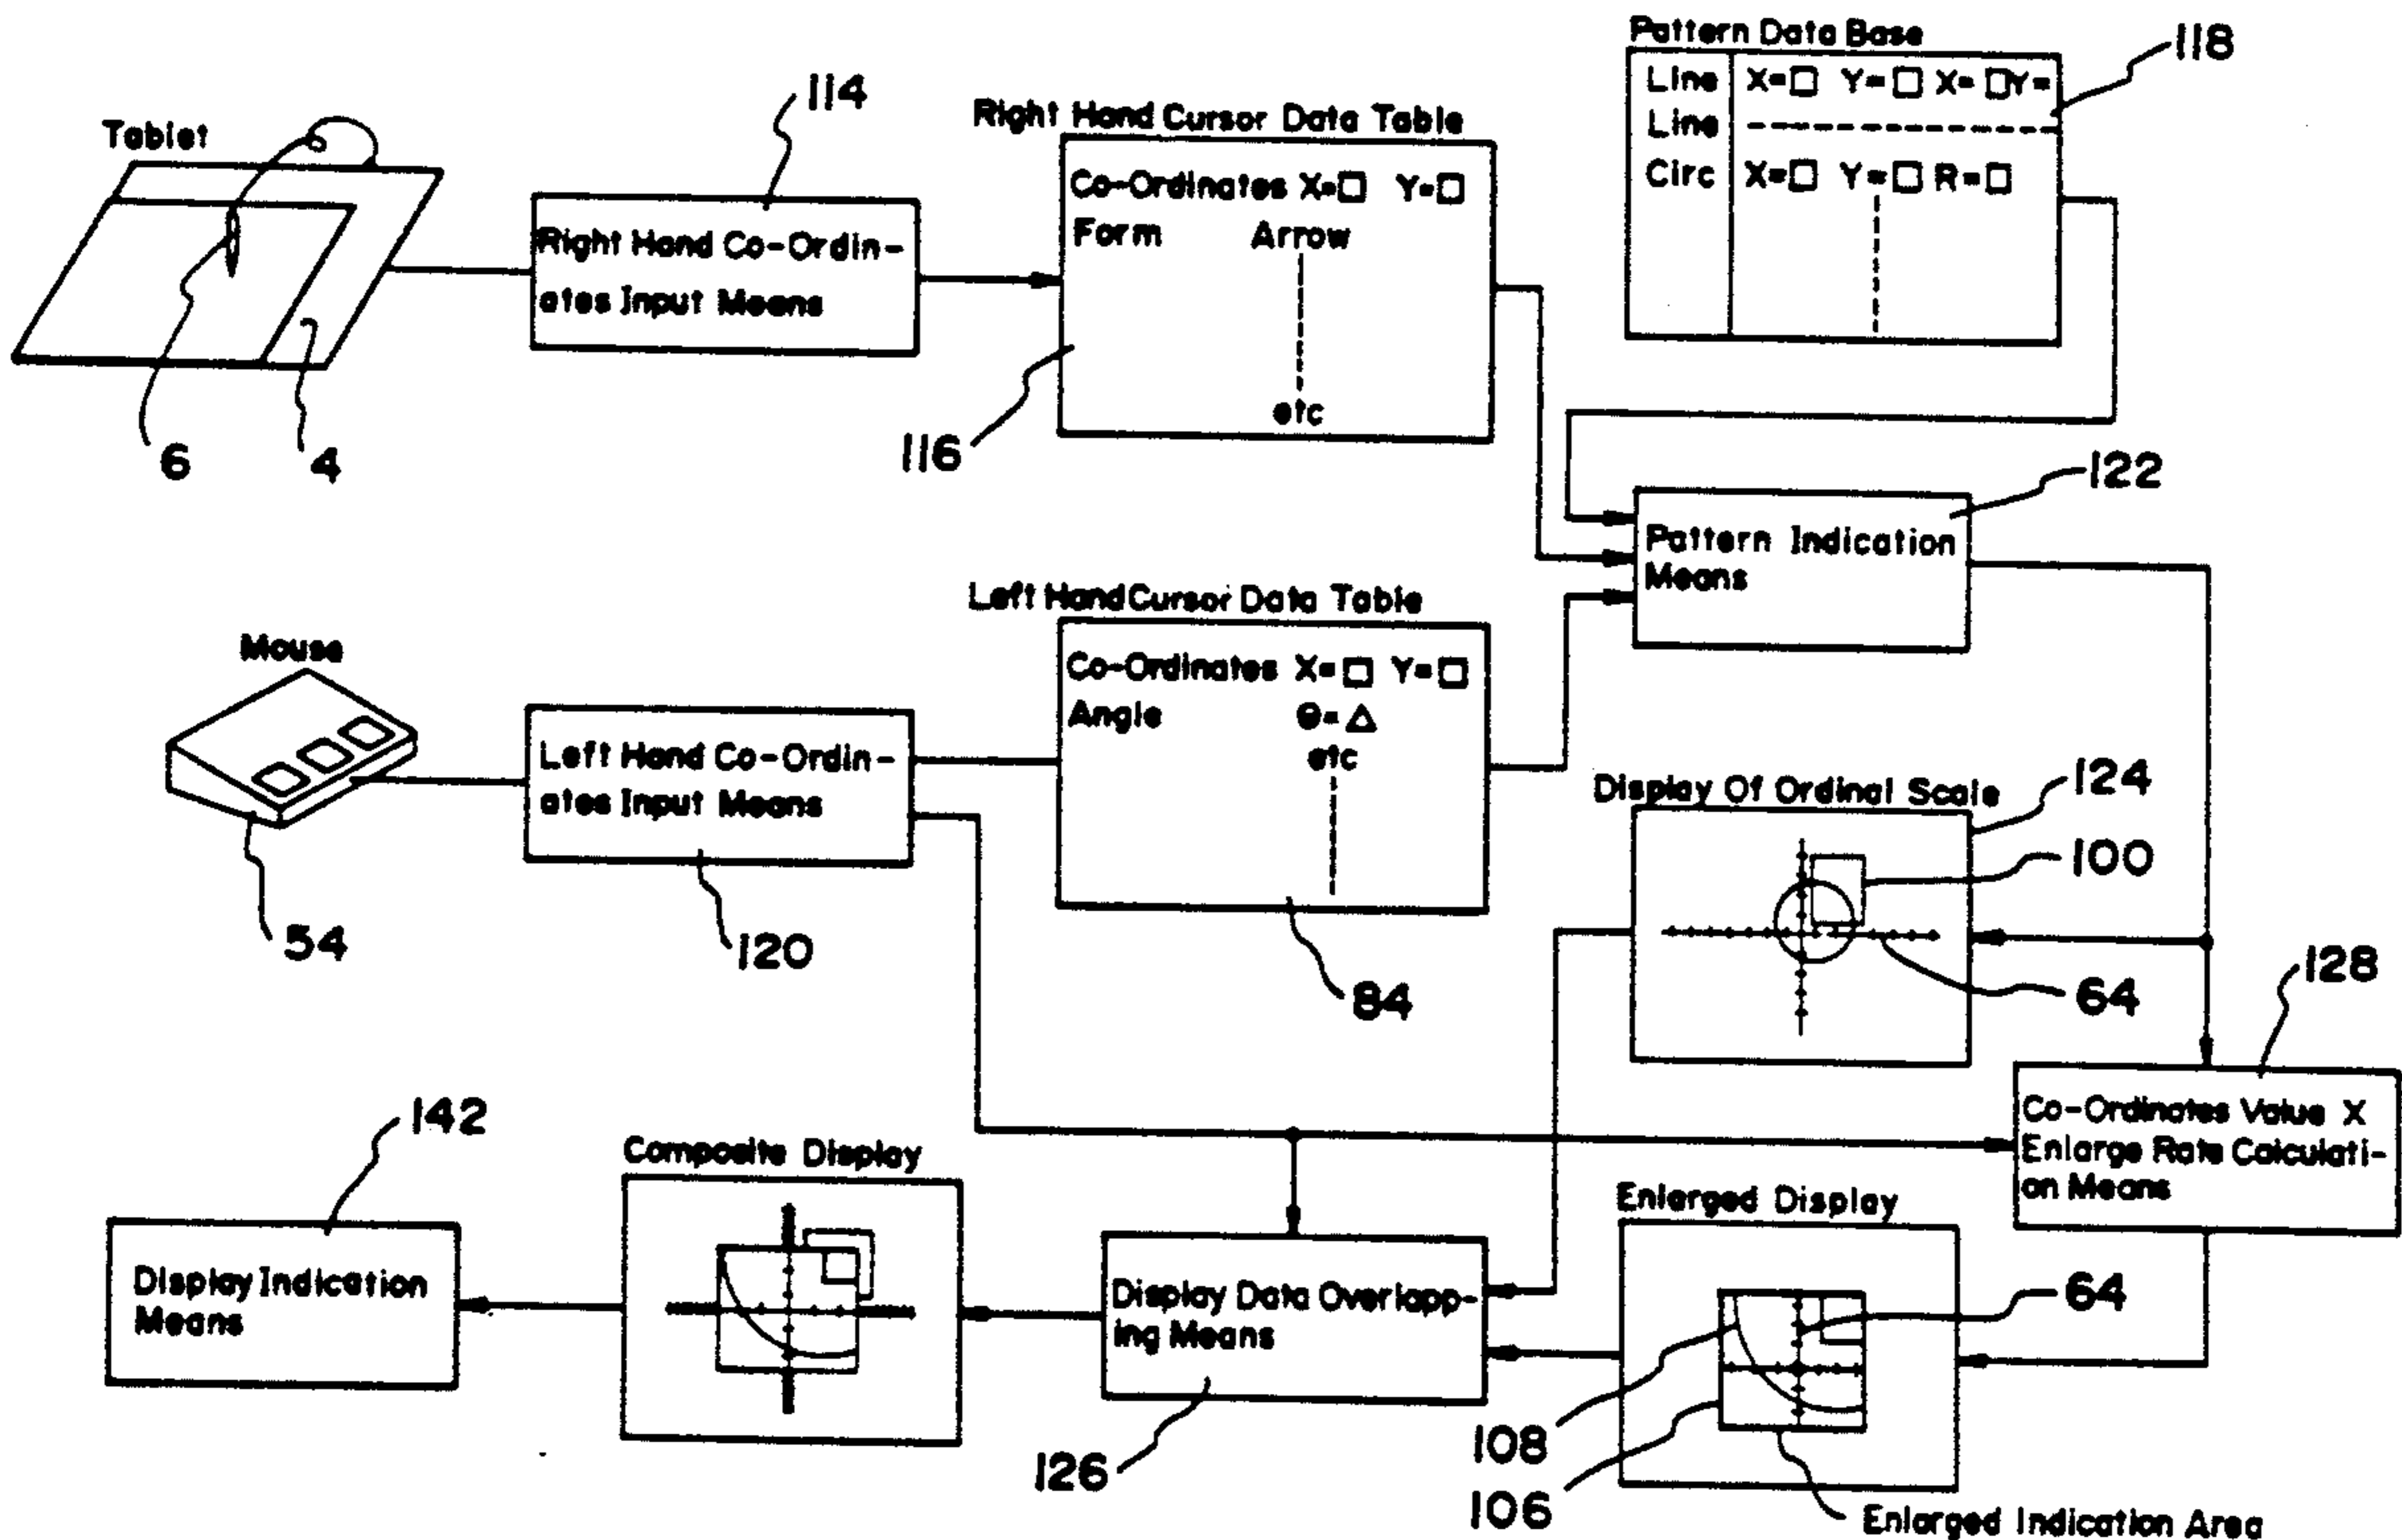 Pattern Data Base
118
Line X=□ Y=□ X=□Y=
Line
Circ X=□ Y=□ R=□
114
Right Hand Cursor Data Table
Tablet
Co-Ordinates X=□ Y=□
Form Arrow
etc
Right Hand Co-Ordin-
ates Input Means
6
4
116
122
Pattern Indication
Means
Left Hand Cursor Data Table
Mouse
Co-Ordinates X=□ Y=□
Angle θ=△
etc
Left Hand Co-Ordin-
ates Input Means
54
120
84
Display Of Ordinal Scale
124
100
64
128
Co-Ordinates Value X
Enlarge Rate Calculati-
on Means
142
Composite Display
Enlarged Display
Display Indication
Means
Display Data Overlapp-
ing Means
64
108
126
106
Enlarged Indication Area